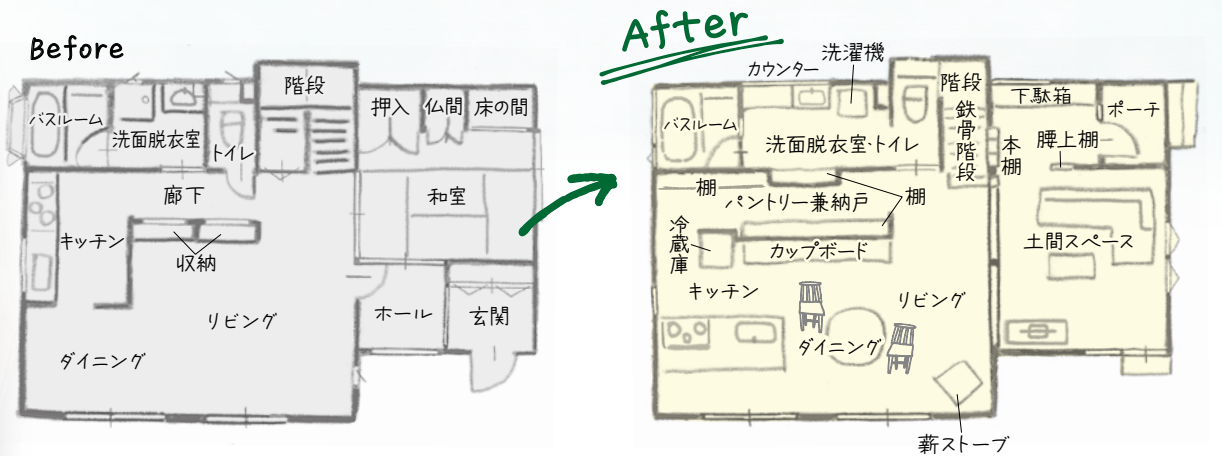 Before
階段
押入
仏間
床の間
バスルーム
洗面脱衣室
トイレ
廊下
和室
キッチン
収納
リビング
ホール
玄関
ダイニング
After
洗濯機
カウンター
階段
鉄骨階段
下駄箱
ポーチ
バスルーム
洗面脱衣室・トイレ
本棚
腰上棚
棚
パントリー兼納戸
棚
冷蔵庫
カップボード
土間スペース
キッチン
リビング
ダイニング
薪ストーブ